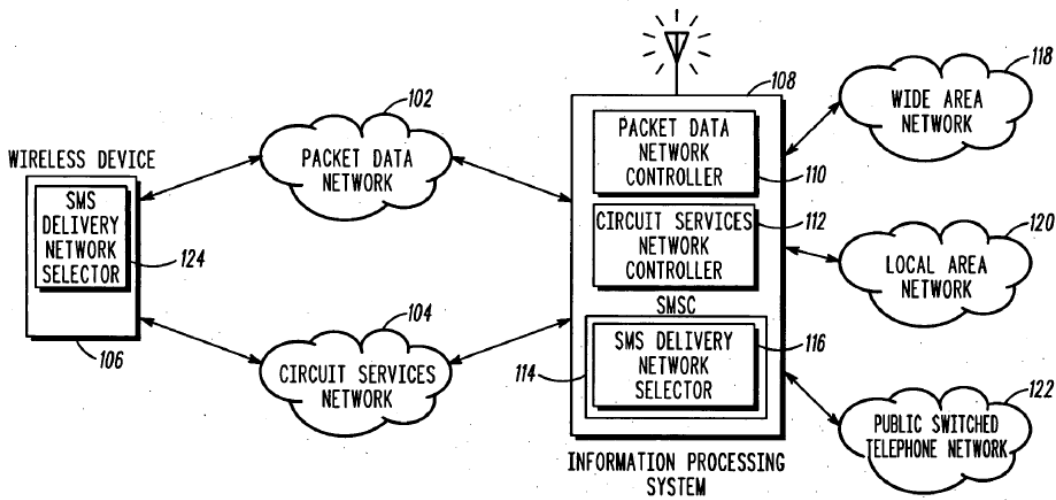 WIRELESS DEVICE
SMS
DELIVERY
NETWORK
SELECTOR
124
106
102
PACKET DATA
NETWORK
104
CIRCUIT SERVICES
NETWORK
108
PACKET DATA
NETWORK
CONTROLLER
110
CIRCUIT SERVICES
NETWORK
CONTROLLER
112
SMSC
SMS DELIVERY
NETWORK
SELECTOR
116
114
INFORMATION PROCESSING
SYSTEM
118
WIDE AREA
NETWORK
120
LOCAL AREA
NETWORK
122
PUBLIC SWITCHED
TELEPHONE NETWORK